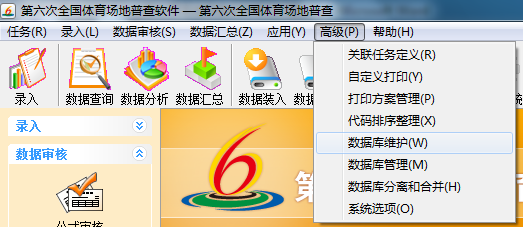 第六次全国体育场地普查软件 — 第六次全国体育场地普查
任务(R) 录入(L) 数据审核(S) 数据汇总(Z) 应用(Y) 高级(P) 帮助(H)
录入 数据查询 数据分析 数据汇总 数据装入 数据
关联任务定义(R)
自定义打印(Y)
打印方案管理(P)
代码排序整理(X)
数据库维护(W)
数据库管理(M)
数据库分离和合并(H)
系统选项(O)
录入
数据审核
公式审核
第